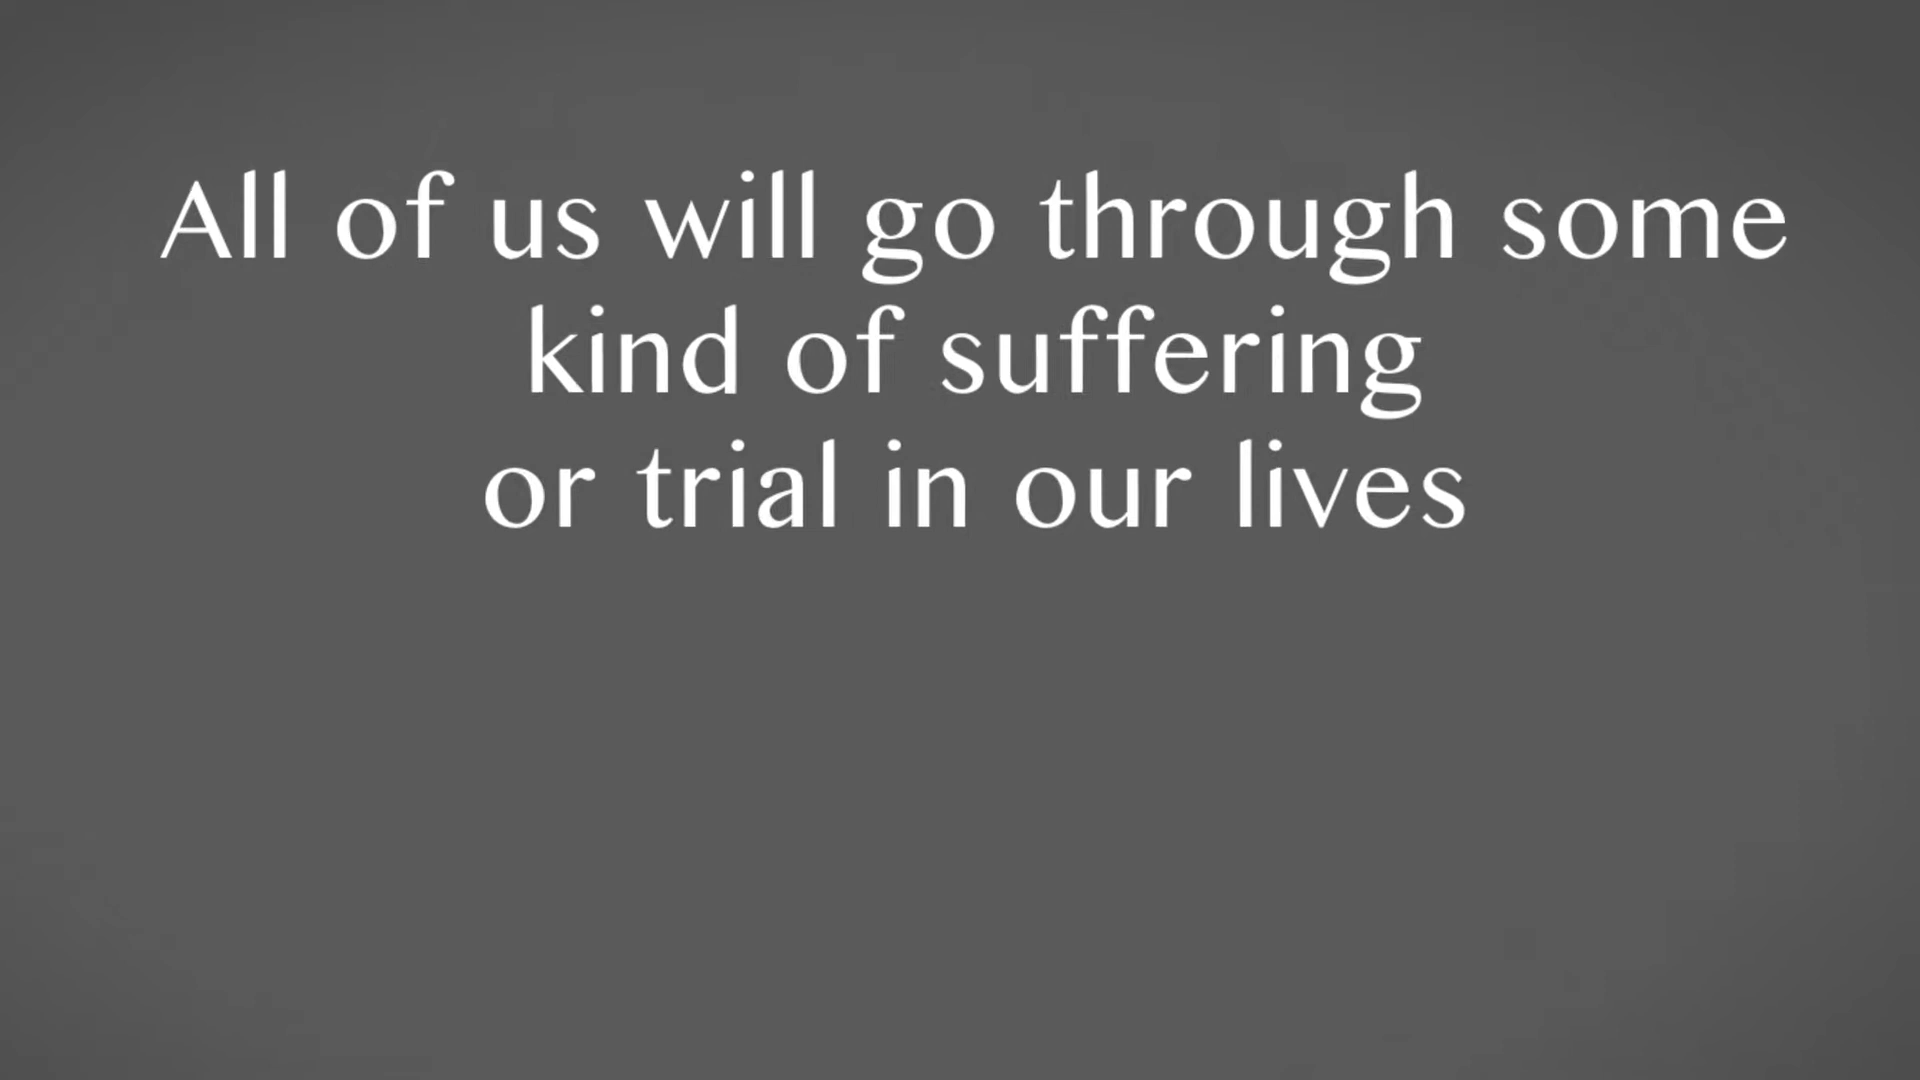 All of us will go through some
kind of suffering
or trial in our lives